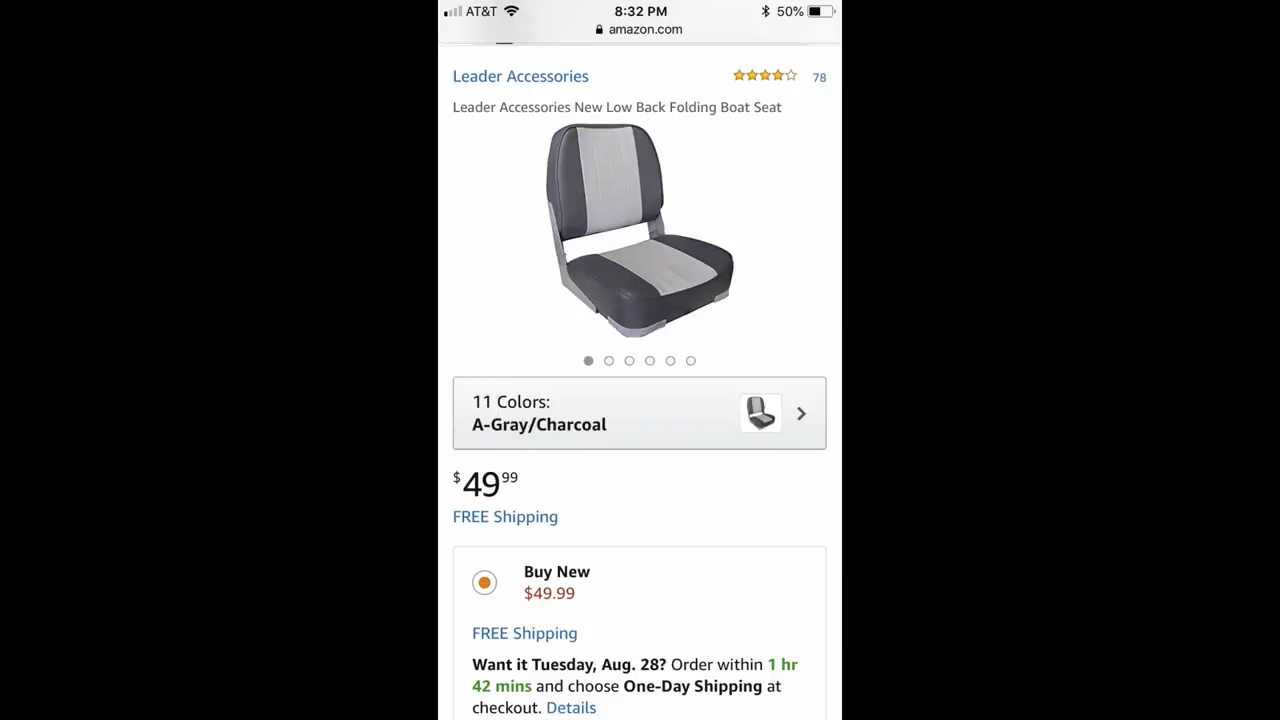 AT&T 8:32 PM 50%
amazon.com
Leader Accessories 78
Leader Accessories New Low Back Folding Boat Seat
11 Colors:
A-Gray/Charcoal
$4999
FREE Shipping
Buy New
$49.99
FREE Shipping
Want it Tuesday, Aug. 28? Order within 1 hr
42 mins and choose One-Day Shipping at
checkout. Details